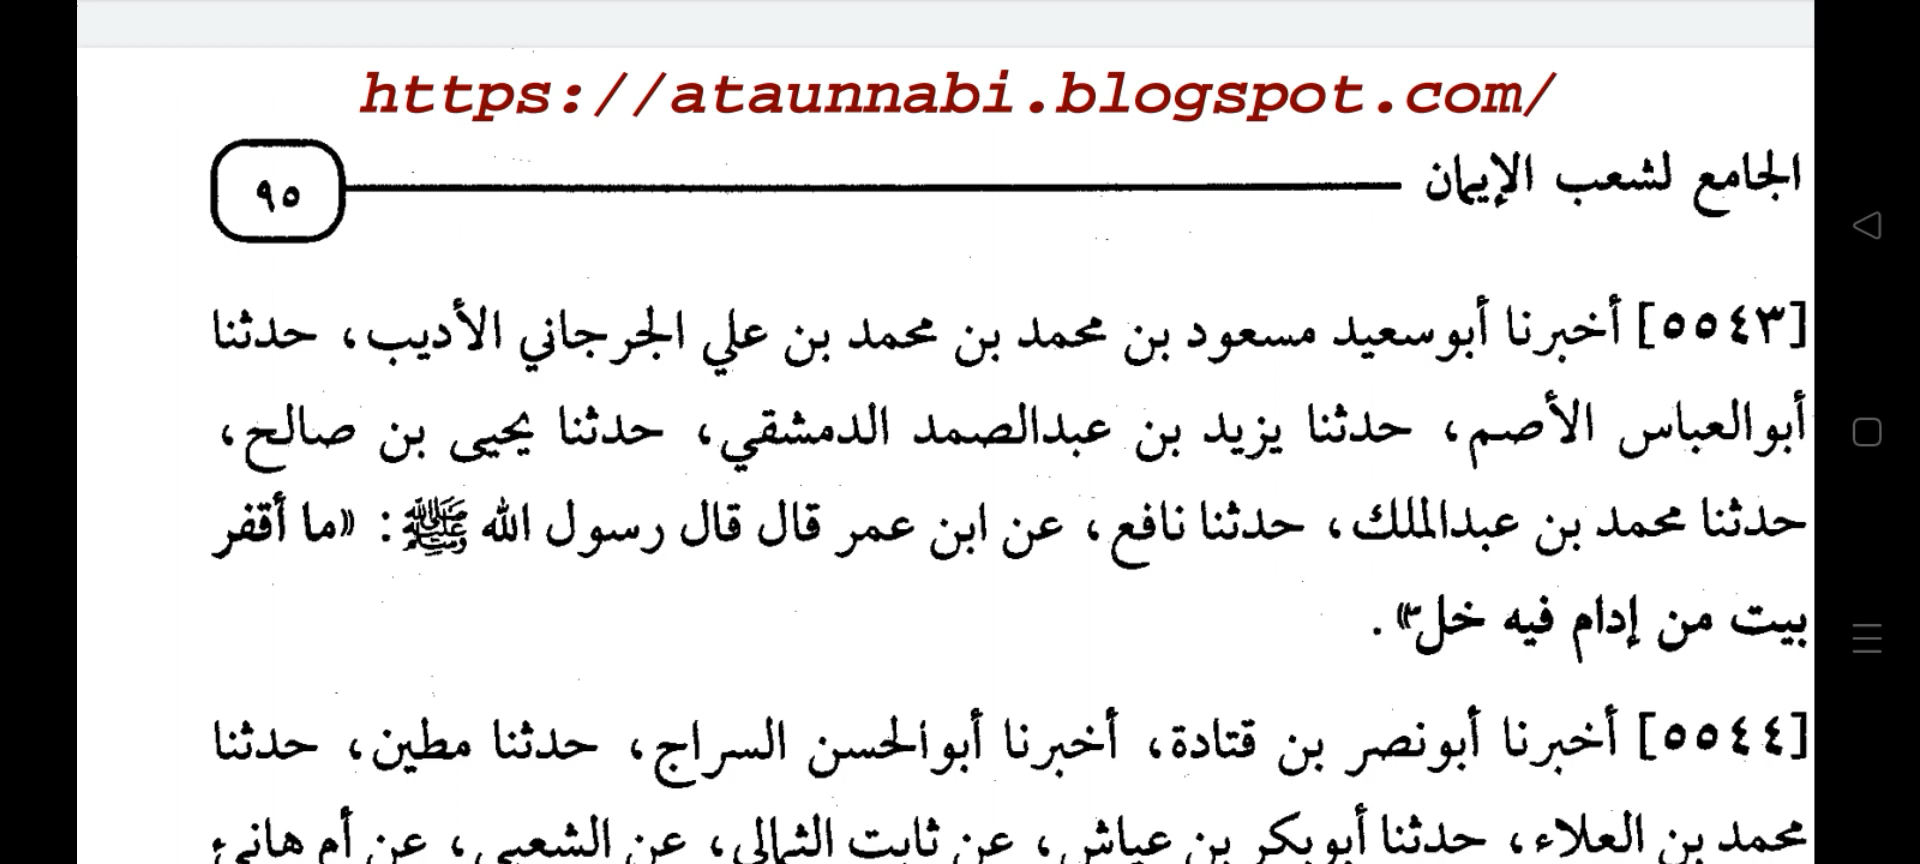 https://ataunnabi.blogspot.com/
الجامع لشعب الإيمان ٩٥
[٥٥٤٣] أخبرنا أبوسعيد مسعود بن محمد بن محمد بن علي الجرجاني الأديب، حدثنا
أبوالعباس الأصم، حدثنا يزيد بن عبدالصمد الدمشقي، حدثنا يحيى بن صالح،
حدثنا محمد بن عبدالملك، حدثنا نافع، عن ابن عمر قال قال رسول الله ﷺ: «ما أقفر
بيت من إدام فيه خل».
[٥٥٤٤] أخبرنا أبونصر بن قتادة، أخبرنا أبوالحسن السراج، حدثنا مطين، حدثنا
محمد بن العلاء، حدثنا أبوبكر بن عياش، عن ثابت الثمالي، عن الشعبي، عن أم هانئ